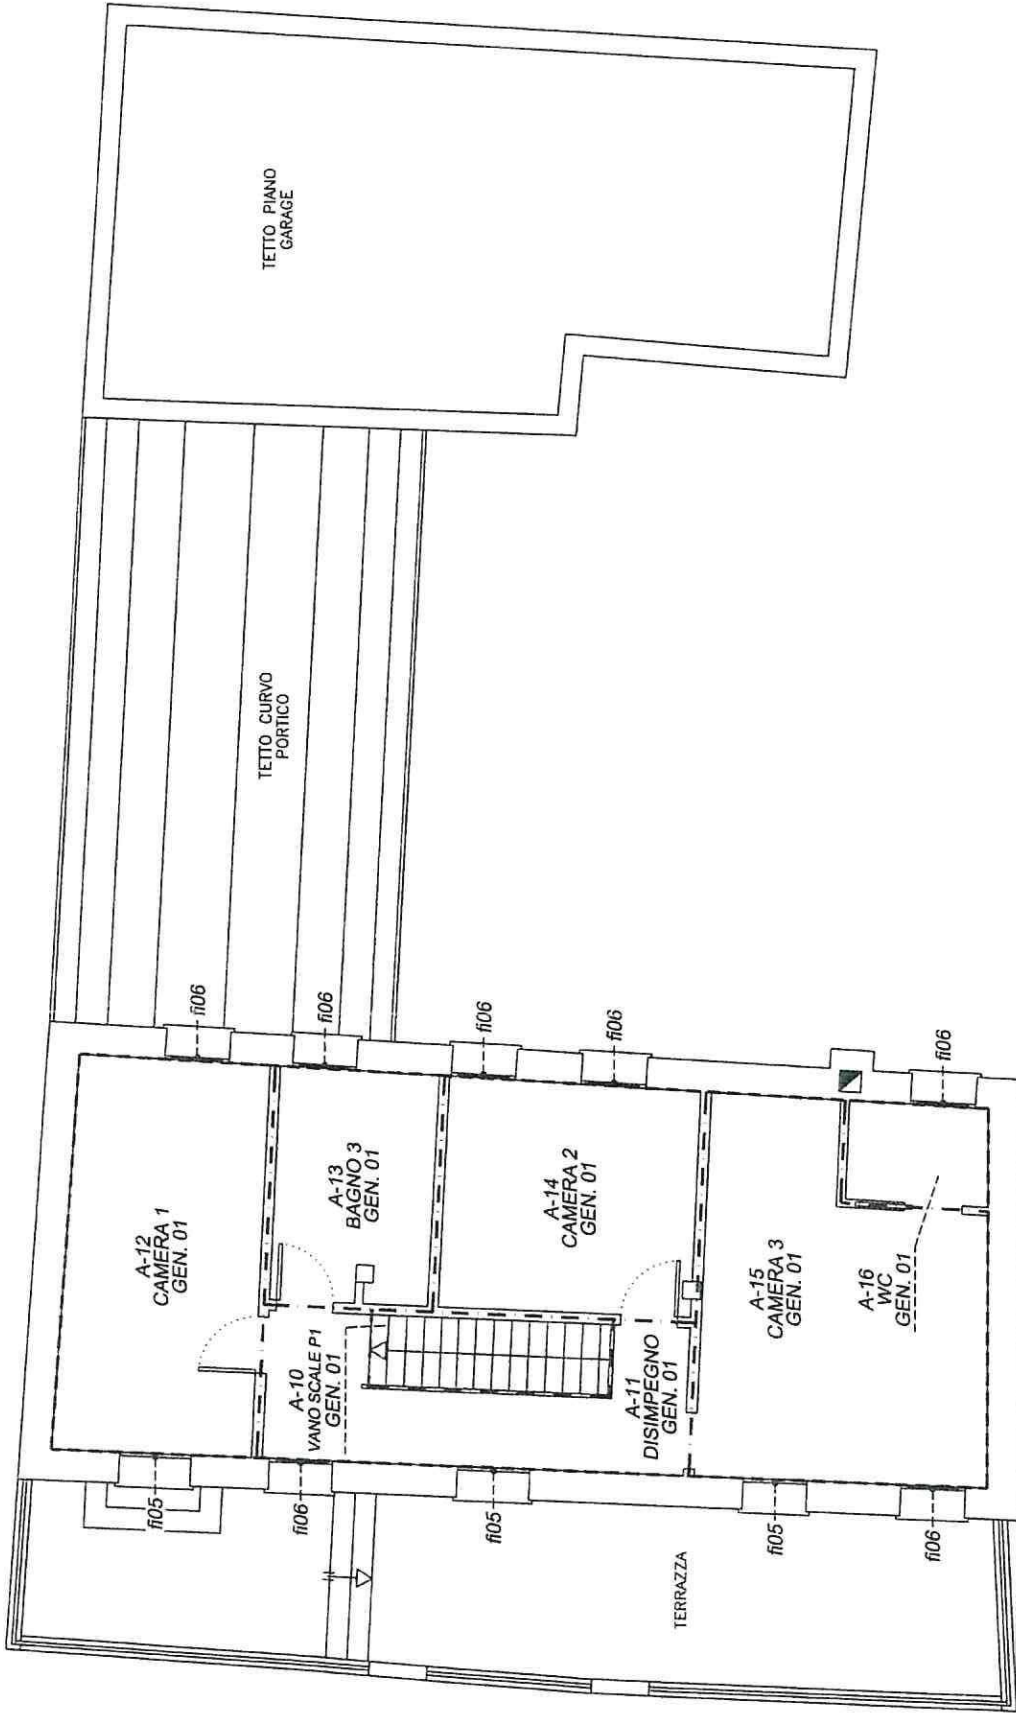 TETTO PIANO
GARAGE
TETTO CURVO
PORTICO
fi06
fi06
fi06
fi06
fi06
A-12
CAMERA 1
GEN. 01
A-13
BAGNO 3
GEN. 01
A-14
CAMERA 2
GEN. 01
A-15
CAMERA 3
GEN. 01
A-16
WC
GEN. 01
A-10
VANO SCALE P1
GEN. 01
A-11
DISIMPEGNO
GEN. 01
fi05
fi06
fi05
fi05
fi06
TERRAZZA